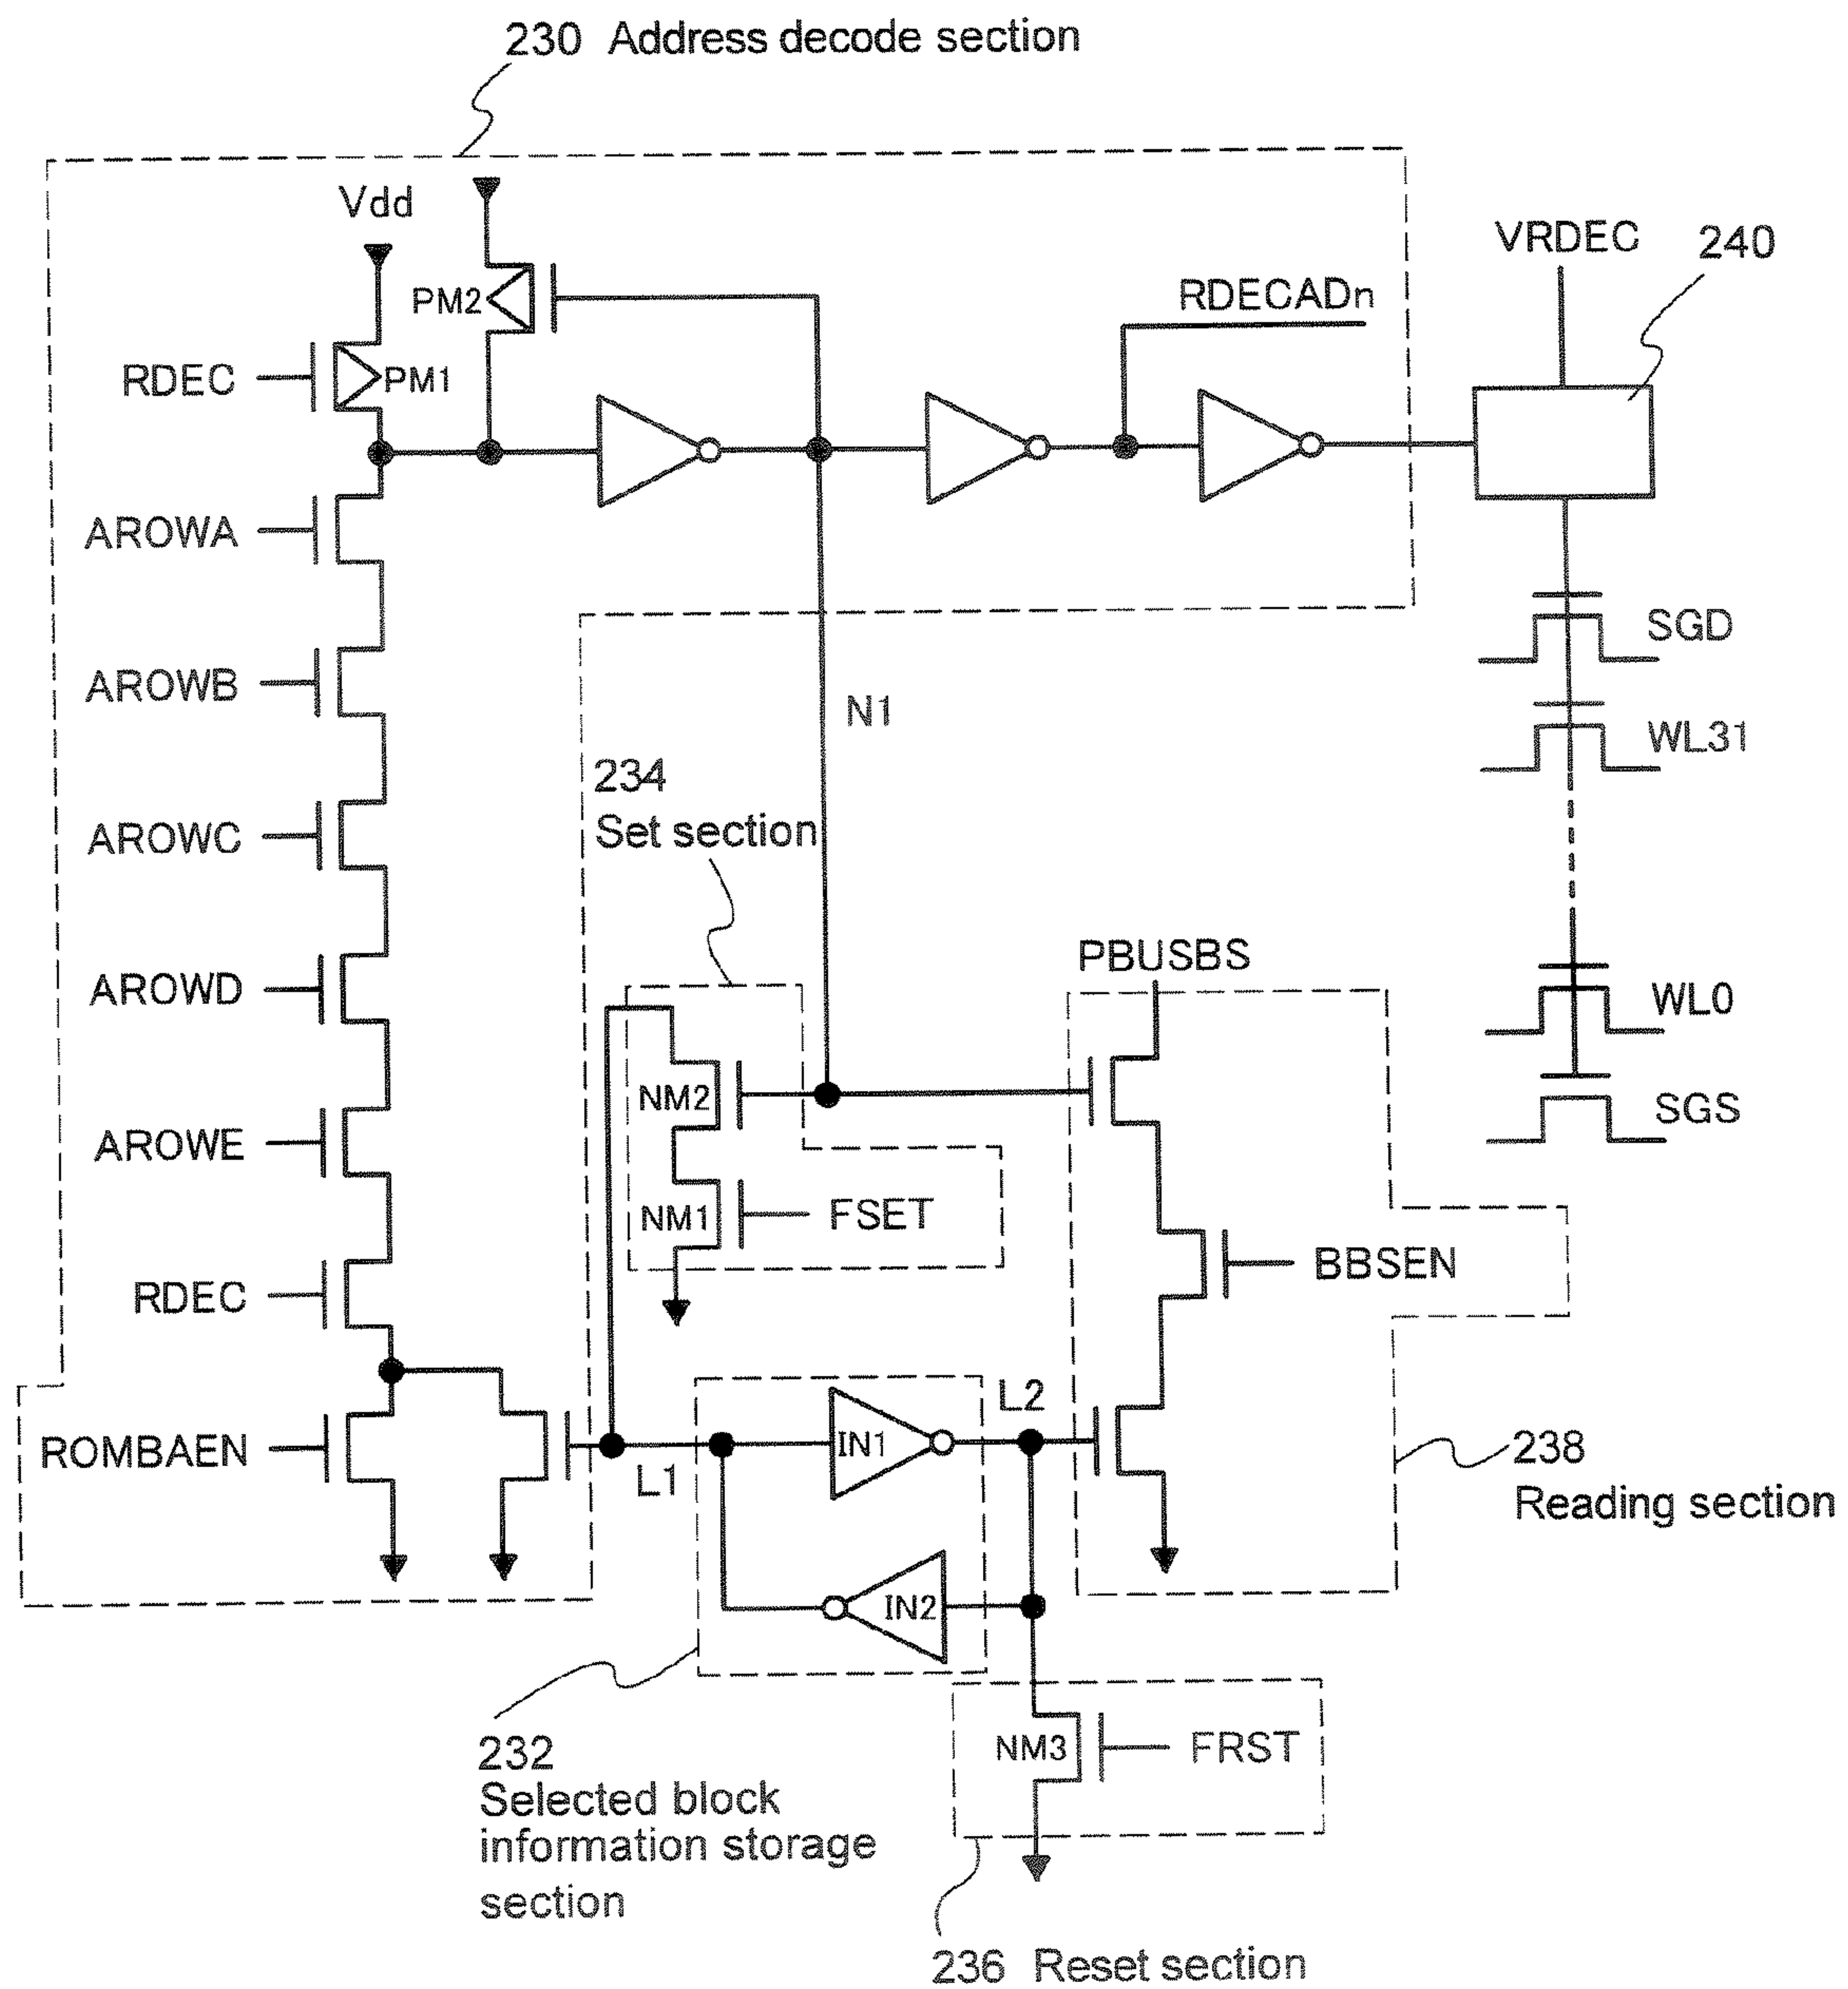 230 Address decode section
Vdd
VRDEC
240
PM2
RDECADn
RDEC
PM1
AROWA
SGD
AROWB
N1
WL31
234
Set section
AROWC
PBUSBS
AROWD
WL0
NM2
SGS
AROWE
NM1
FSET
BBSEN
RDEC
L2
ROMBAEN
IN1
238
Reading section
L1
IN2
232
Selected block
information storage
section
NM3
FRST
236 Reset section